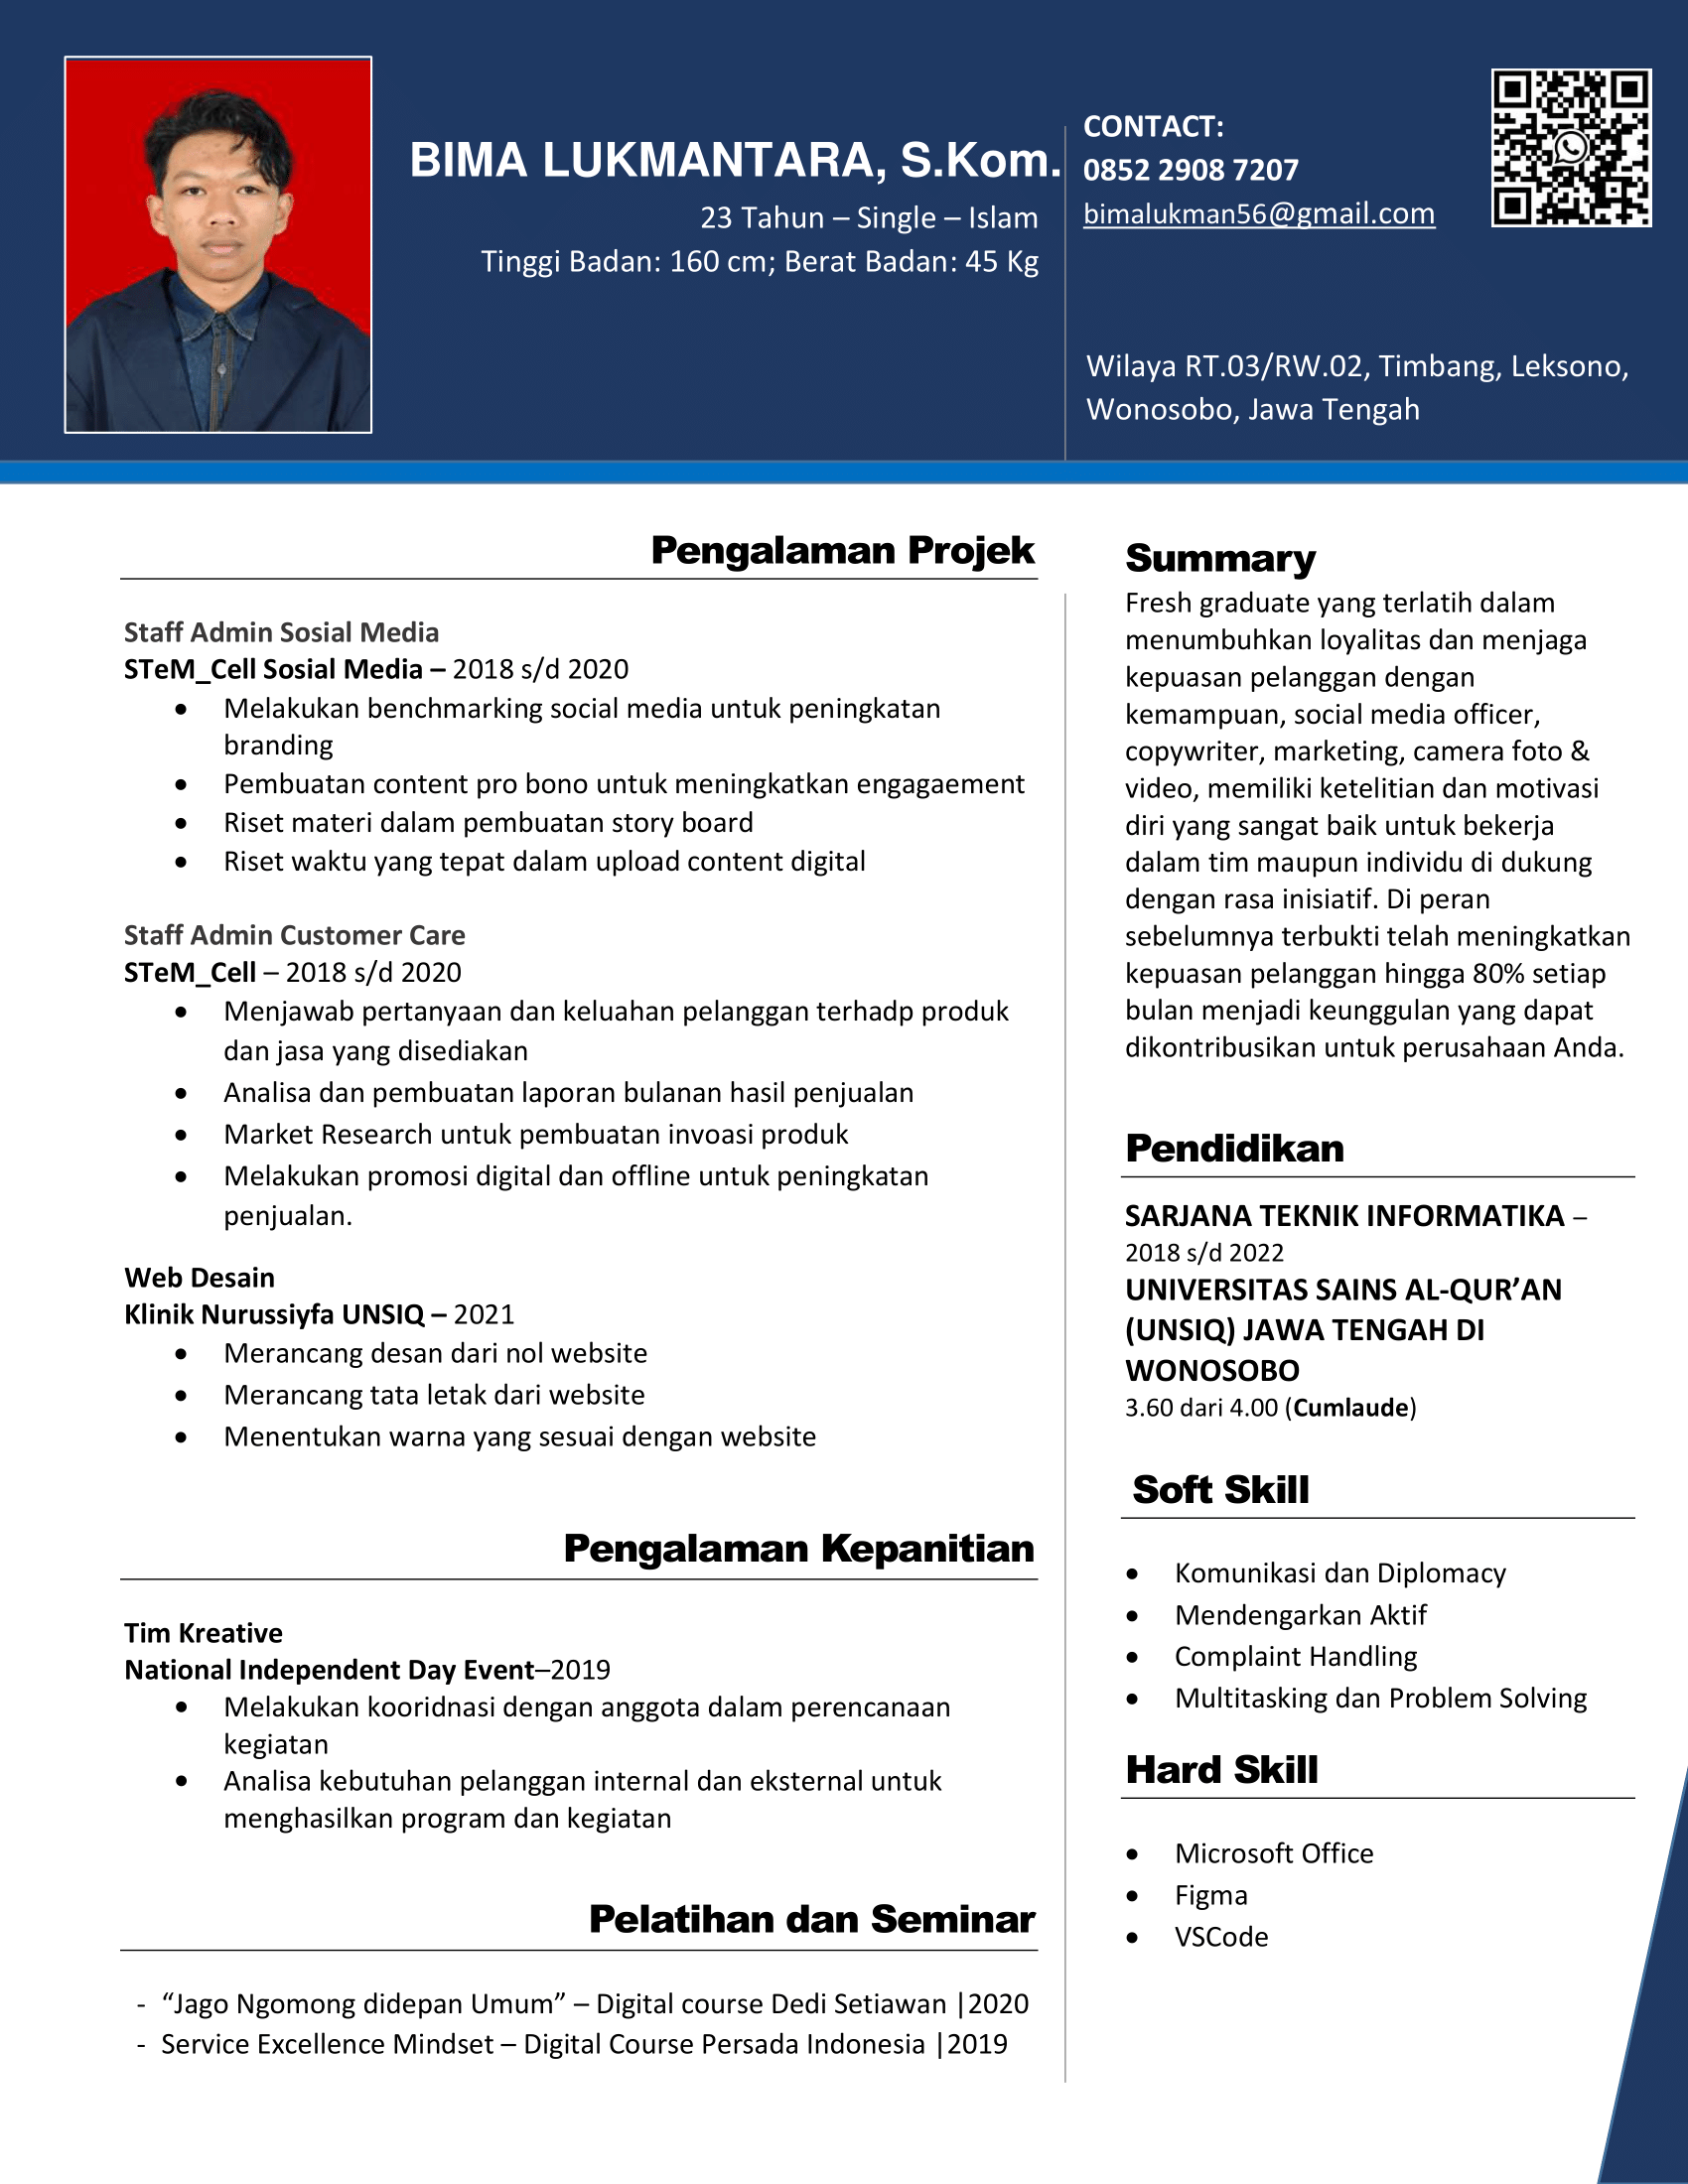 BIMA LUKMANTARA, S.Kom.
23 Tahun – Single – Islam
Tinggi Badan: 160 cm; Berat Badan: 45 Kg
CONTACT:
0852 2908 7207
bimalukman56@gmail.com
Wilaya RT.03/RW.02, Timbang, Leksono,
Wonosobo, Jawa Tengah
Pengalaman Projek
Staff Admin Sosial Media
STeM_Cell Sosial Media – 2018 s/d 2020
• Melakukan benchmarking social media untuk peningkatan
branding
• Pembuatan content pro bono untuk meningkatkan engagaement
• Riset materi dalam pembuatan story board
• Riset waktu yang tepat dalam upload content digital
Staff Admin Customer Care
STeM_Cell – 2018 s/d 2020
• Menjawab pertanyaan dan keluahan pelanggan terhadp produk
dan jasa yang disediakan
• Analisa dan pembuatan laporan bulanan hasil penjualan
• Market Research untuk pembuatan invoasi produk
• Melakukan promosi digital dan offline untuk peningkatan
penjualan.
Web Desain
Klinik Nurussiyfa UNSIQ – 2021
• Merancang desan dari nol website
• Merancang tata letak dari website
• Menentukan warna yang sesuai dengan website
Pengalaman Kepanitian
Tim Kreative
National Independent Day Event–2019
• Melakukan kooridnasi dengan anggota dalam perencanaan
kegiatan
• Analisa kebutuhan pelanggan internal dan eksternal untuk
menghasilkan program dan kegiatan
Pelatihan dan Seminar
- “Jago Ngomong didepan Umum” – Digital course Dedi Setiawan |2020
- Service Excellence Mindset – Digital Course Persada Indonesia |2019
Summary
Fresh graduate yang terlatih dalam
menumbuhkan loyalitas dan menjaga
kepuasan pelanggan dengan
kemampuan, social media officer,
copywriter, marketing, camera foto &
video, memiliki ketelitian dan motivasi
diri yang sangat baik untuk bekerja
dalam tim maupun individu di dukung
dengan rasa inisiatif. Di peran
sebelumnya terbukti telah meningkatkan
kepuasan pelanggan hingga 80% setiap
bulan menjadi keunggulan yang dapat
dikontribusikan untuk perusahaan Anda.
Pendidikan
SARJANA TEKNIK INFORMATIKA –
2018 s/d 2022
UNIVERSITAS SAINS AL-QUR’AN
(UNSIQ) JAWA TENGAH DI
WONOSOBO
3.60 dari 4.00 (Cumlaude)
Soft Skill
• Komunikasi dan Diplomacy
• Mendengarkan Aktif
• Complaint Handling
• Multitasking dan Problem Solving
Hard Skill
• Microsoft Office
• Figma
• VSCode